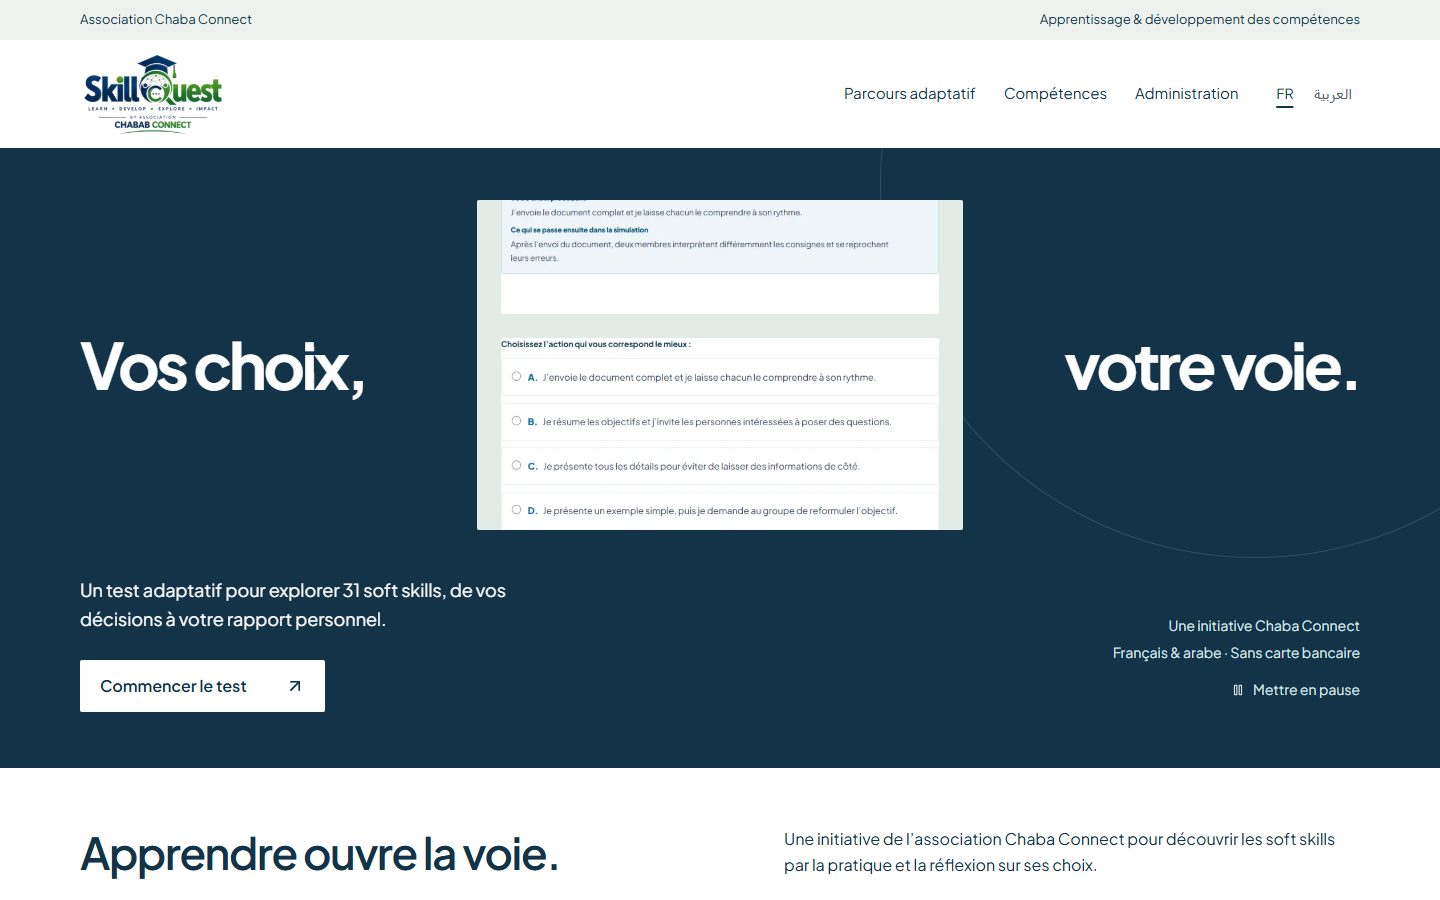 Association Chaba Connect
Apprentissage & développement des compétences
SkillQuest
LEARN • DEVELOP • EXPLORE • IMPACT
BY ASSOCIATION
CHABAB CONNECT
Parcours adaptatif
Compétences
Administration
FR
العربية
J’envoie le document complet et je laisse chacun le comprendre à son rythme.
Ce qui se passe ensuite dans la simulation
Après l’envoi du document, deux membres interprètent différemment les consignes et se reprochent
leurs erreurs.
Choisissez l’action qui vous correspond le mieux :
A. J’envoie le document complet et je laisse chacun le comprendre à son rythme.
B. Je résume les objectifs et j’invite les personnes intéressées à poser des questions.
C. Je présente tous les détails pour éviter de laisser des informations de côté.
D. Je présente un exemple simple, puis je demande au groupe de reformuler l’objectif.
Vos choix,
votre voie.
Un test adaptatif pour explorer 31 soft skills, de vos
décisions à votre rapport personnel.
Commencer le test
Une initiative Chaba Connect
Français & arabe · Sans carte bancaire
Mettre en pause
Apprendre ouvre la voie.
Une initiative de l’association Chaba Connect pour découvrir les soft skills
par la pratique et la réflexion sur ses choix.